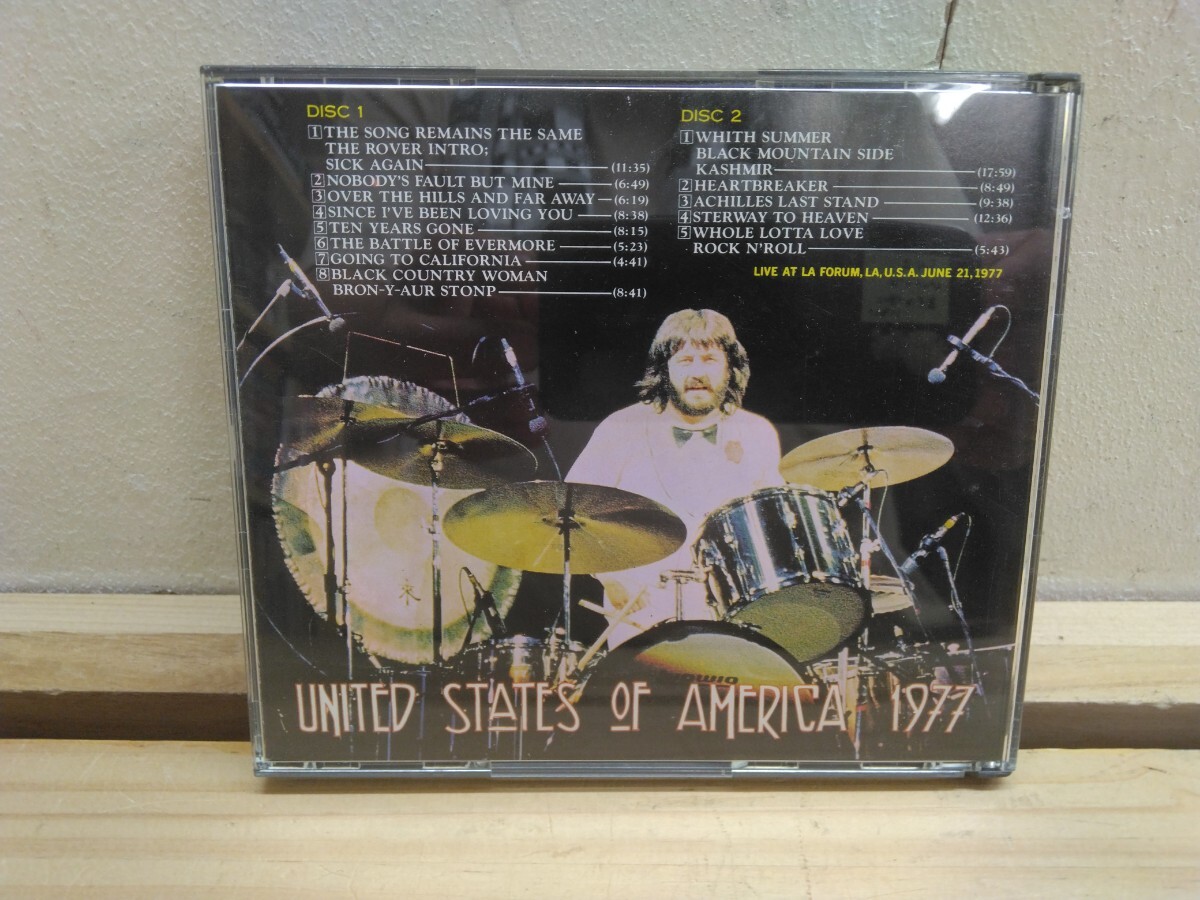 DISC 1
1 THE SONG REMAINS THE SAME
THE ROVER INTRO;
SICK AGAIN (11:35)
2 NOBODY'S FAULT BUT MINE (6:49)
3 OVER THE HILLS AND FAR AWAY (6:19)
4 SINCE I'VE BEEN LOVING YOU (8:38)
5 TEN YEARS GONE (8:15)
6 THE BATTLE OF EVERMORE (5:23)
7 GOING TO CALIFORNIA (4:41)
8 BLACK COUNTRY WOMAN
BRON-Y-AUR STONP (8:41)
DISC 2
1 WHITH SUMMER
BLACK MOUNTAIN SIDE
KASHMIR (17:59)
2 HEARTBREAKER (8:49)
3 ACHILLES LAST STAND (9:38)
4 STERWAY TO HEAVEN (12:36)
5 WHOLE LOTTA LOVE
ROCK N'ROLL (5:43)
LIVE AT LA FORUM, LA, U.S.A. JUNE 21, 1977
UNITED STATES OF AMERICA 1977